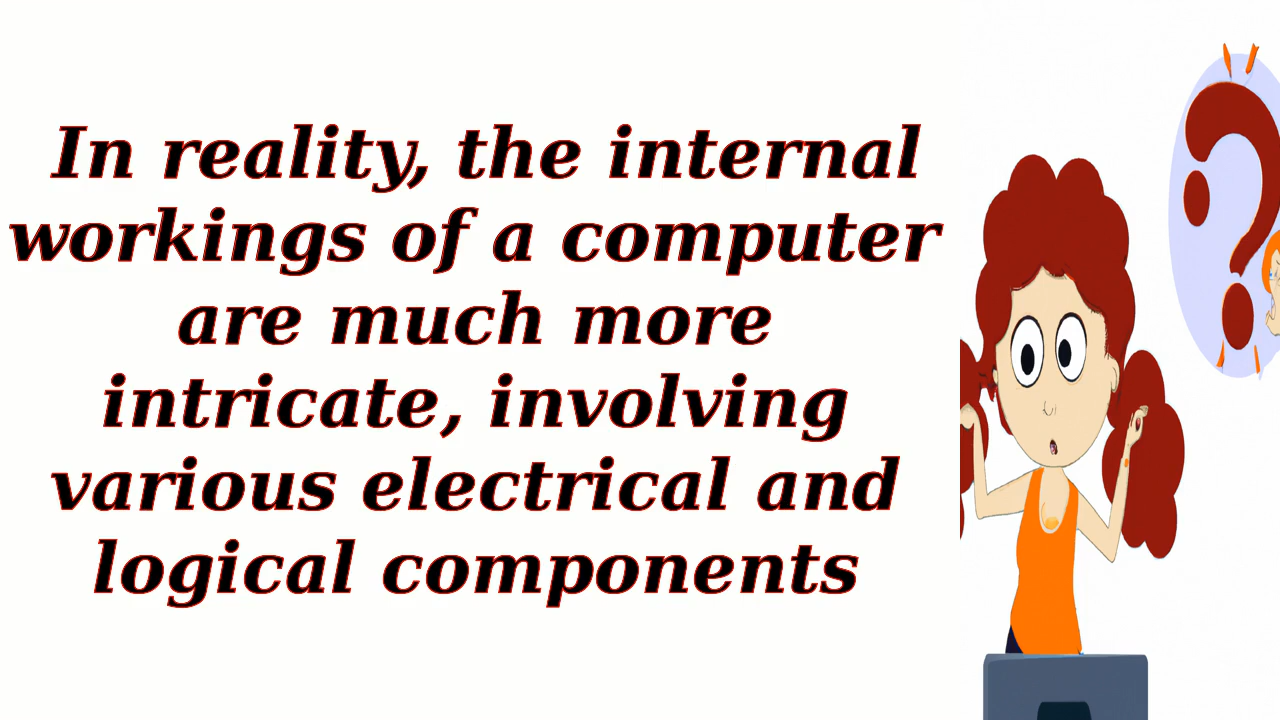 In reality, the internal
workings of a computer
are much more
intricate, involving
various electrical and
logical components